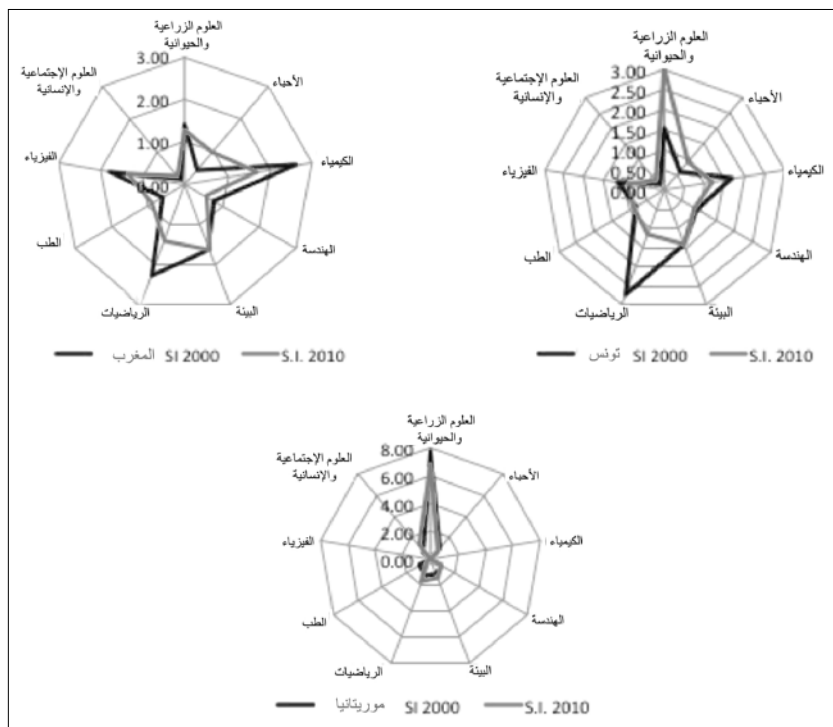 العلوم الزراعية
والحيوانية
3.00
2.00
1.00
0.00
الأحياء
الكيمياء
الهندسة
البيئة
الرياضيات
الطب
الفيزياء
العلوم الإجتماعية
والإنسانية
المغرب SI 2000 S.I. 2010
العلوم الزراعية
والحيوانية
3.00
2.50
2.00
1.50
1.00
0.50
0.00
الأحياء
الكيمياء
الهندسة
البيئة
الرياضيات
الطب
الفيزياء
العلوم الإجتماعية
والإنسانية
تونس SI 2000 S.I. 2010
العلوم الزراعية
والحيوانية
8.00
6.00
4.00
2.00
0.00
الأحياء
الكيمياء
الهندسة
البيئة
الرياضيات
الطب
الفيزياء
العلوم الإجتماعية
والإنسانية
موريتانيا SI 2000 S.I. 2010